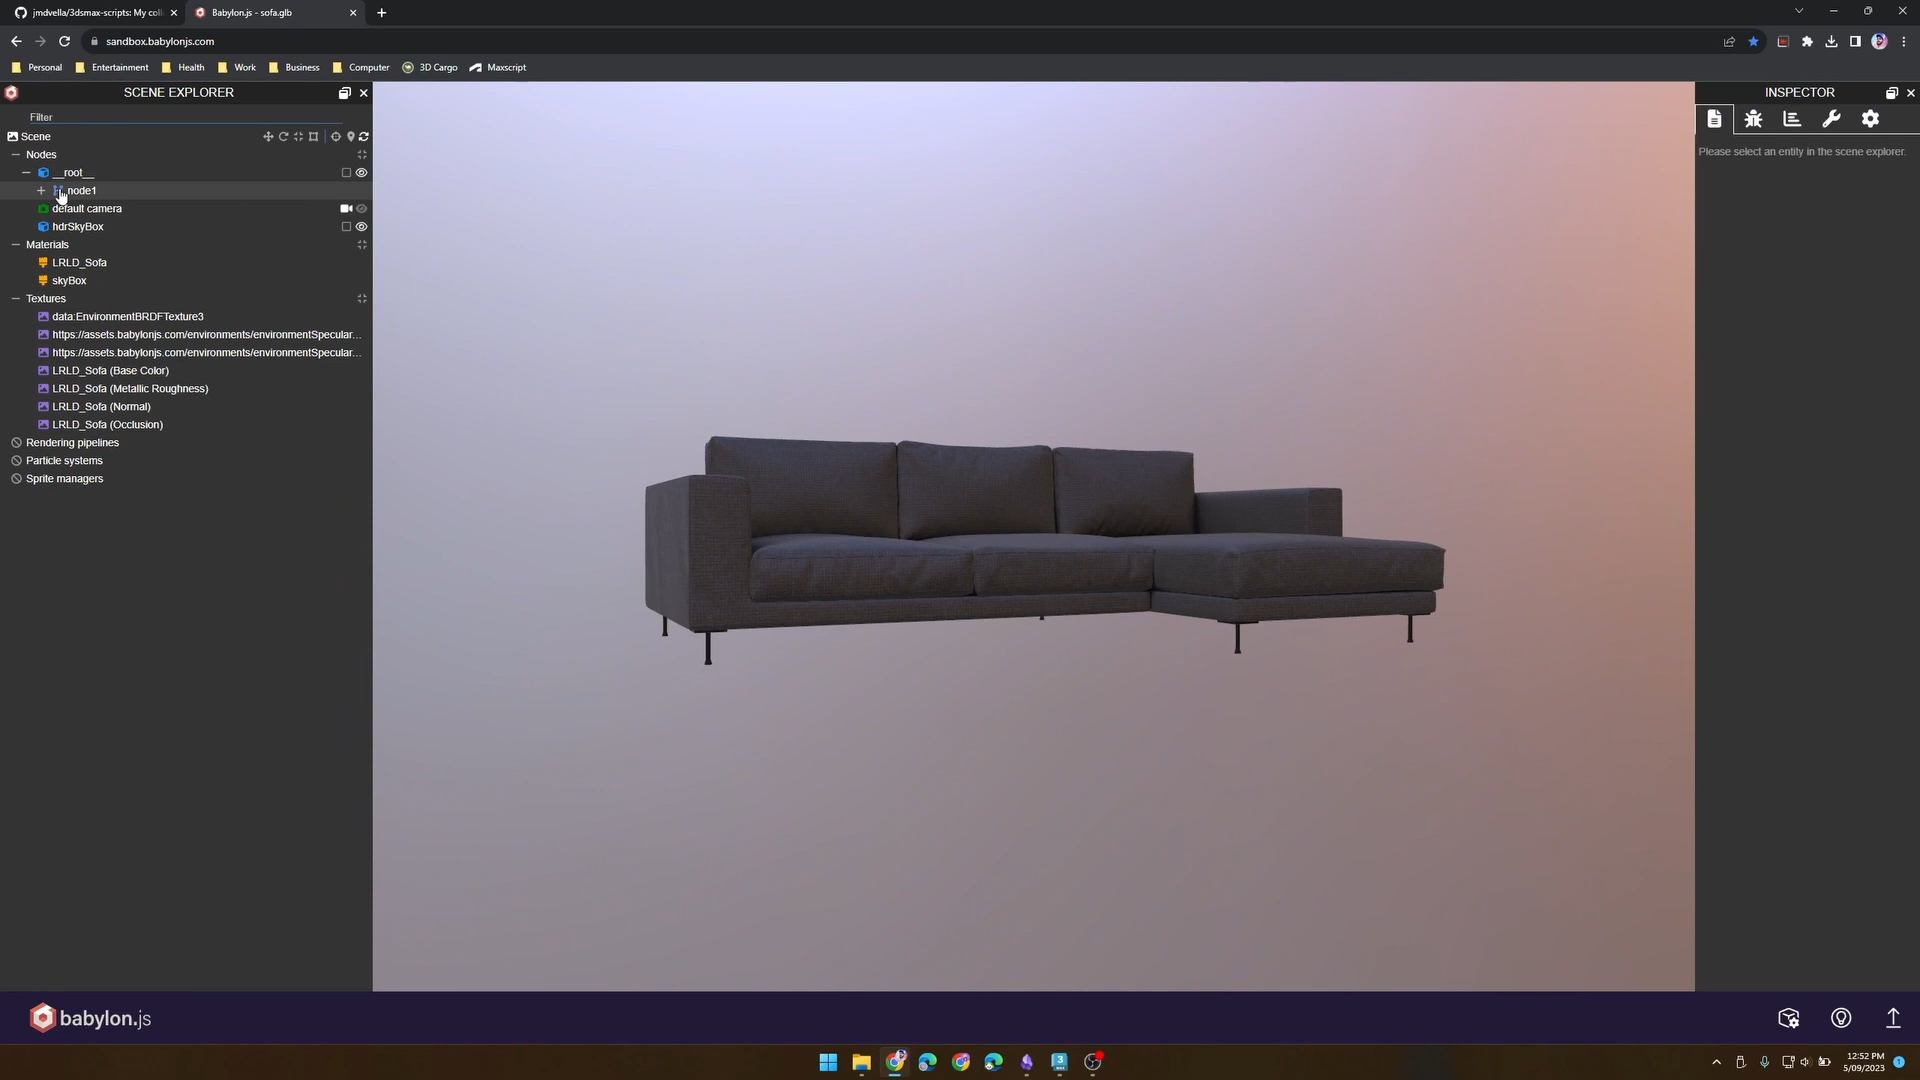 jmdvella/3dsmax-scripts: My coll
Babylon.js - sofa.glb
sandbox.babylonjs.com
Personal
Entertainment
Health
Work
Business
Computer
3D Cargo
Maxscript
SCENE EXPLORER
INSPECTOR
Filter
Scene
Nodes
Please select an entity in the scene explorer.
__root__
node1
default camera
hdrSkyBox
Materials
LRLD_Sofa
skyBox
Textures
data:EnvironmentBRDFTexture3
https://assets.babylonjs.com/environments/environmentSpecular...
https://assets.babylonjs.com/environments/environmentSpecular...
LRLD_Sofa (Base Color)
LRLD_Sofa (Metallic Roughness)
LRLD_Sofa (Normal)
LRLD_Sofa (Occlusion)
Rendering pipelines
Particle systems
Sprite managers
babylon.js
12:52 PM
5/09/2023